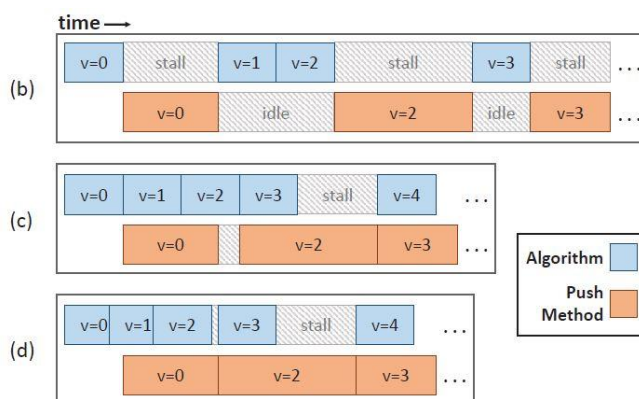 time
v=0 stall v=1 v=2 stall v=3 stall ...
(b)
v=0 idle v=2 idle v=3 ...
v=0 v=1 v=2 v=3 stall v=4 ...
(c)
v=0 v=2 v=3 ...
Algorithm
Push
Method
v=0 v=1 v=2 v=3 stall v=4 ...
(d)
v=0 v=2 v=3 ...